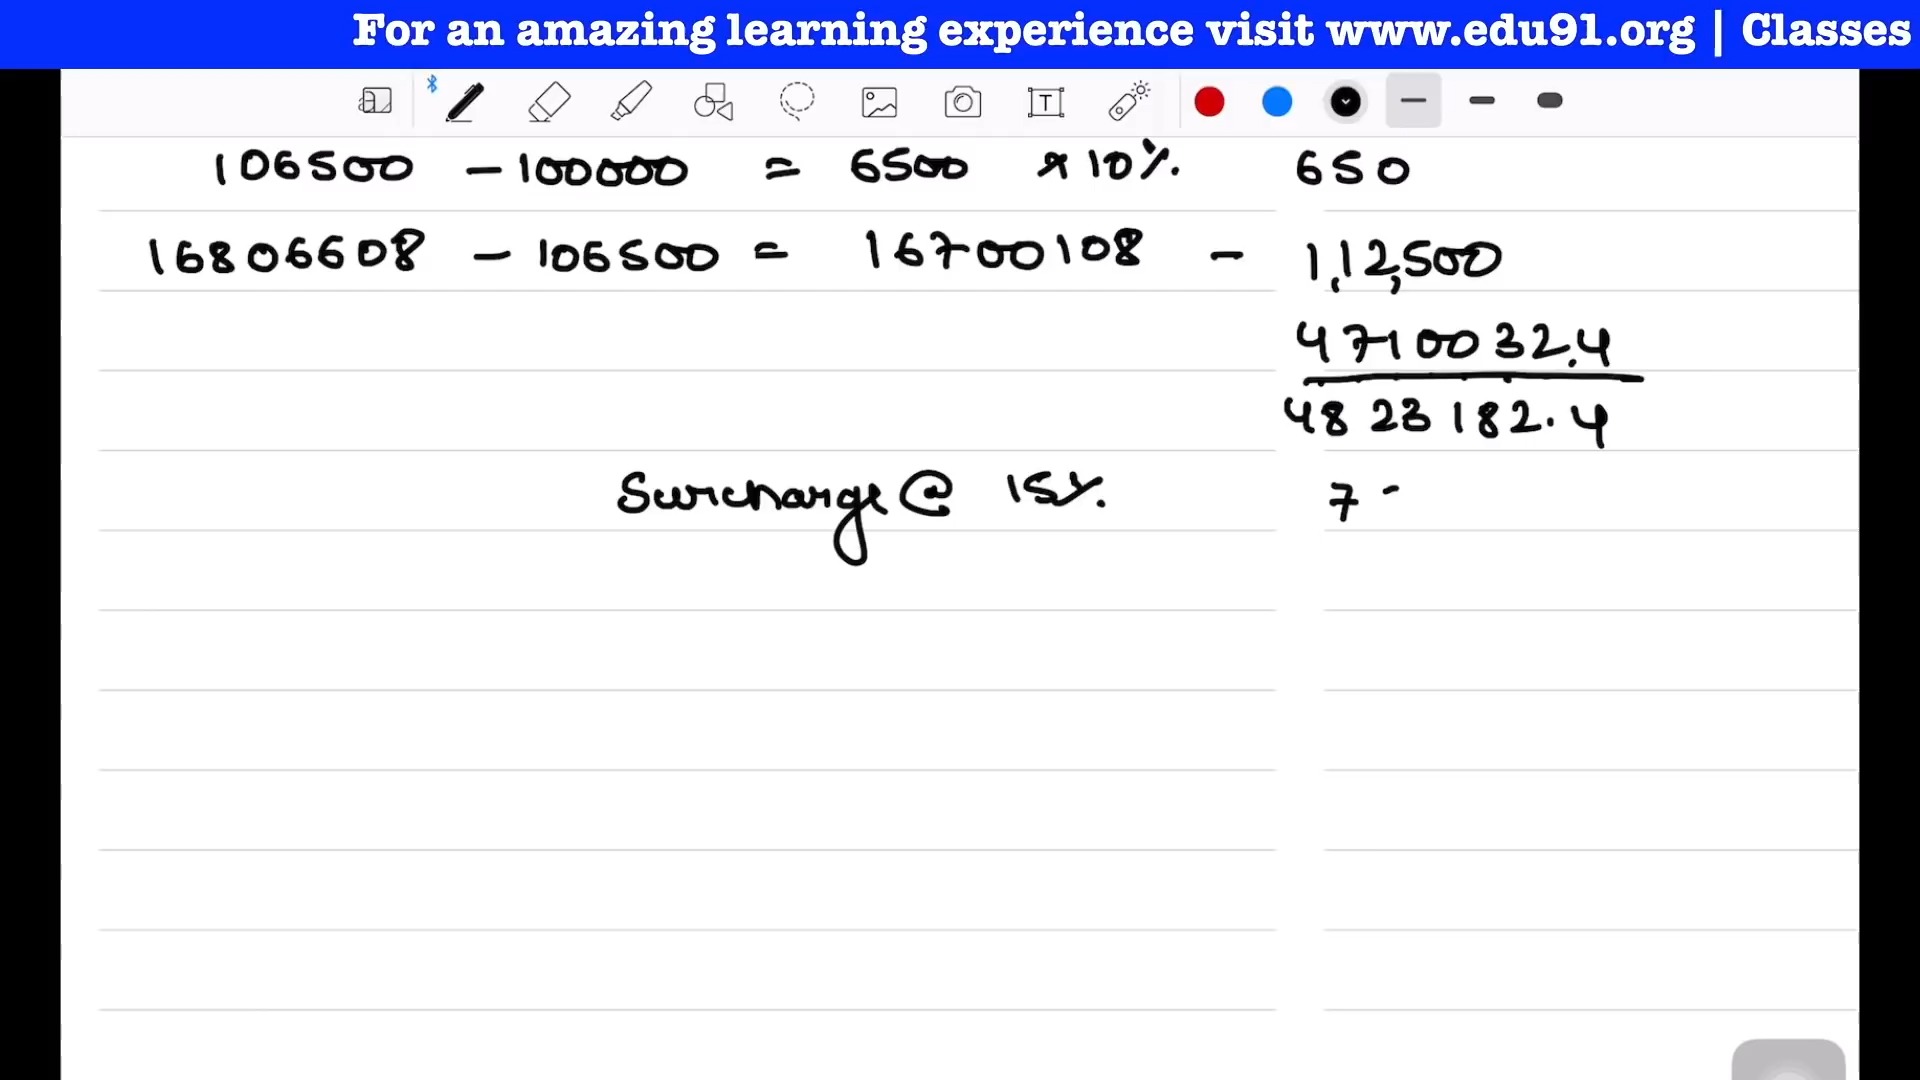 For an amazing learning experience visit www.edu91.org | Classes
106500 - 100000 = 6500 × 10% 650
16806608 - 106500 = 16700108 - 1,12,500
4710032.4
4823182.4
Surcharge @ 15% 7